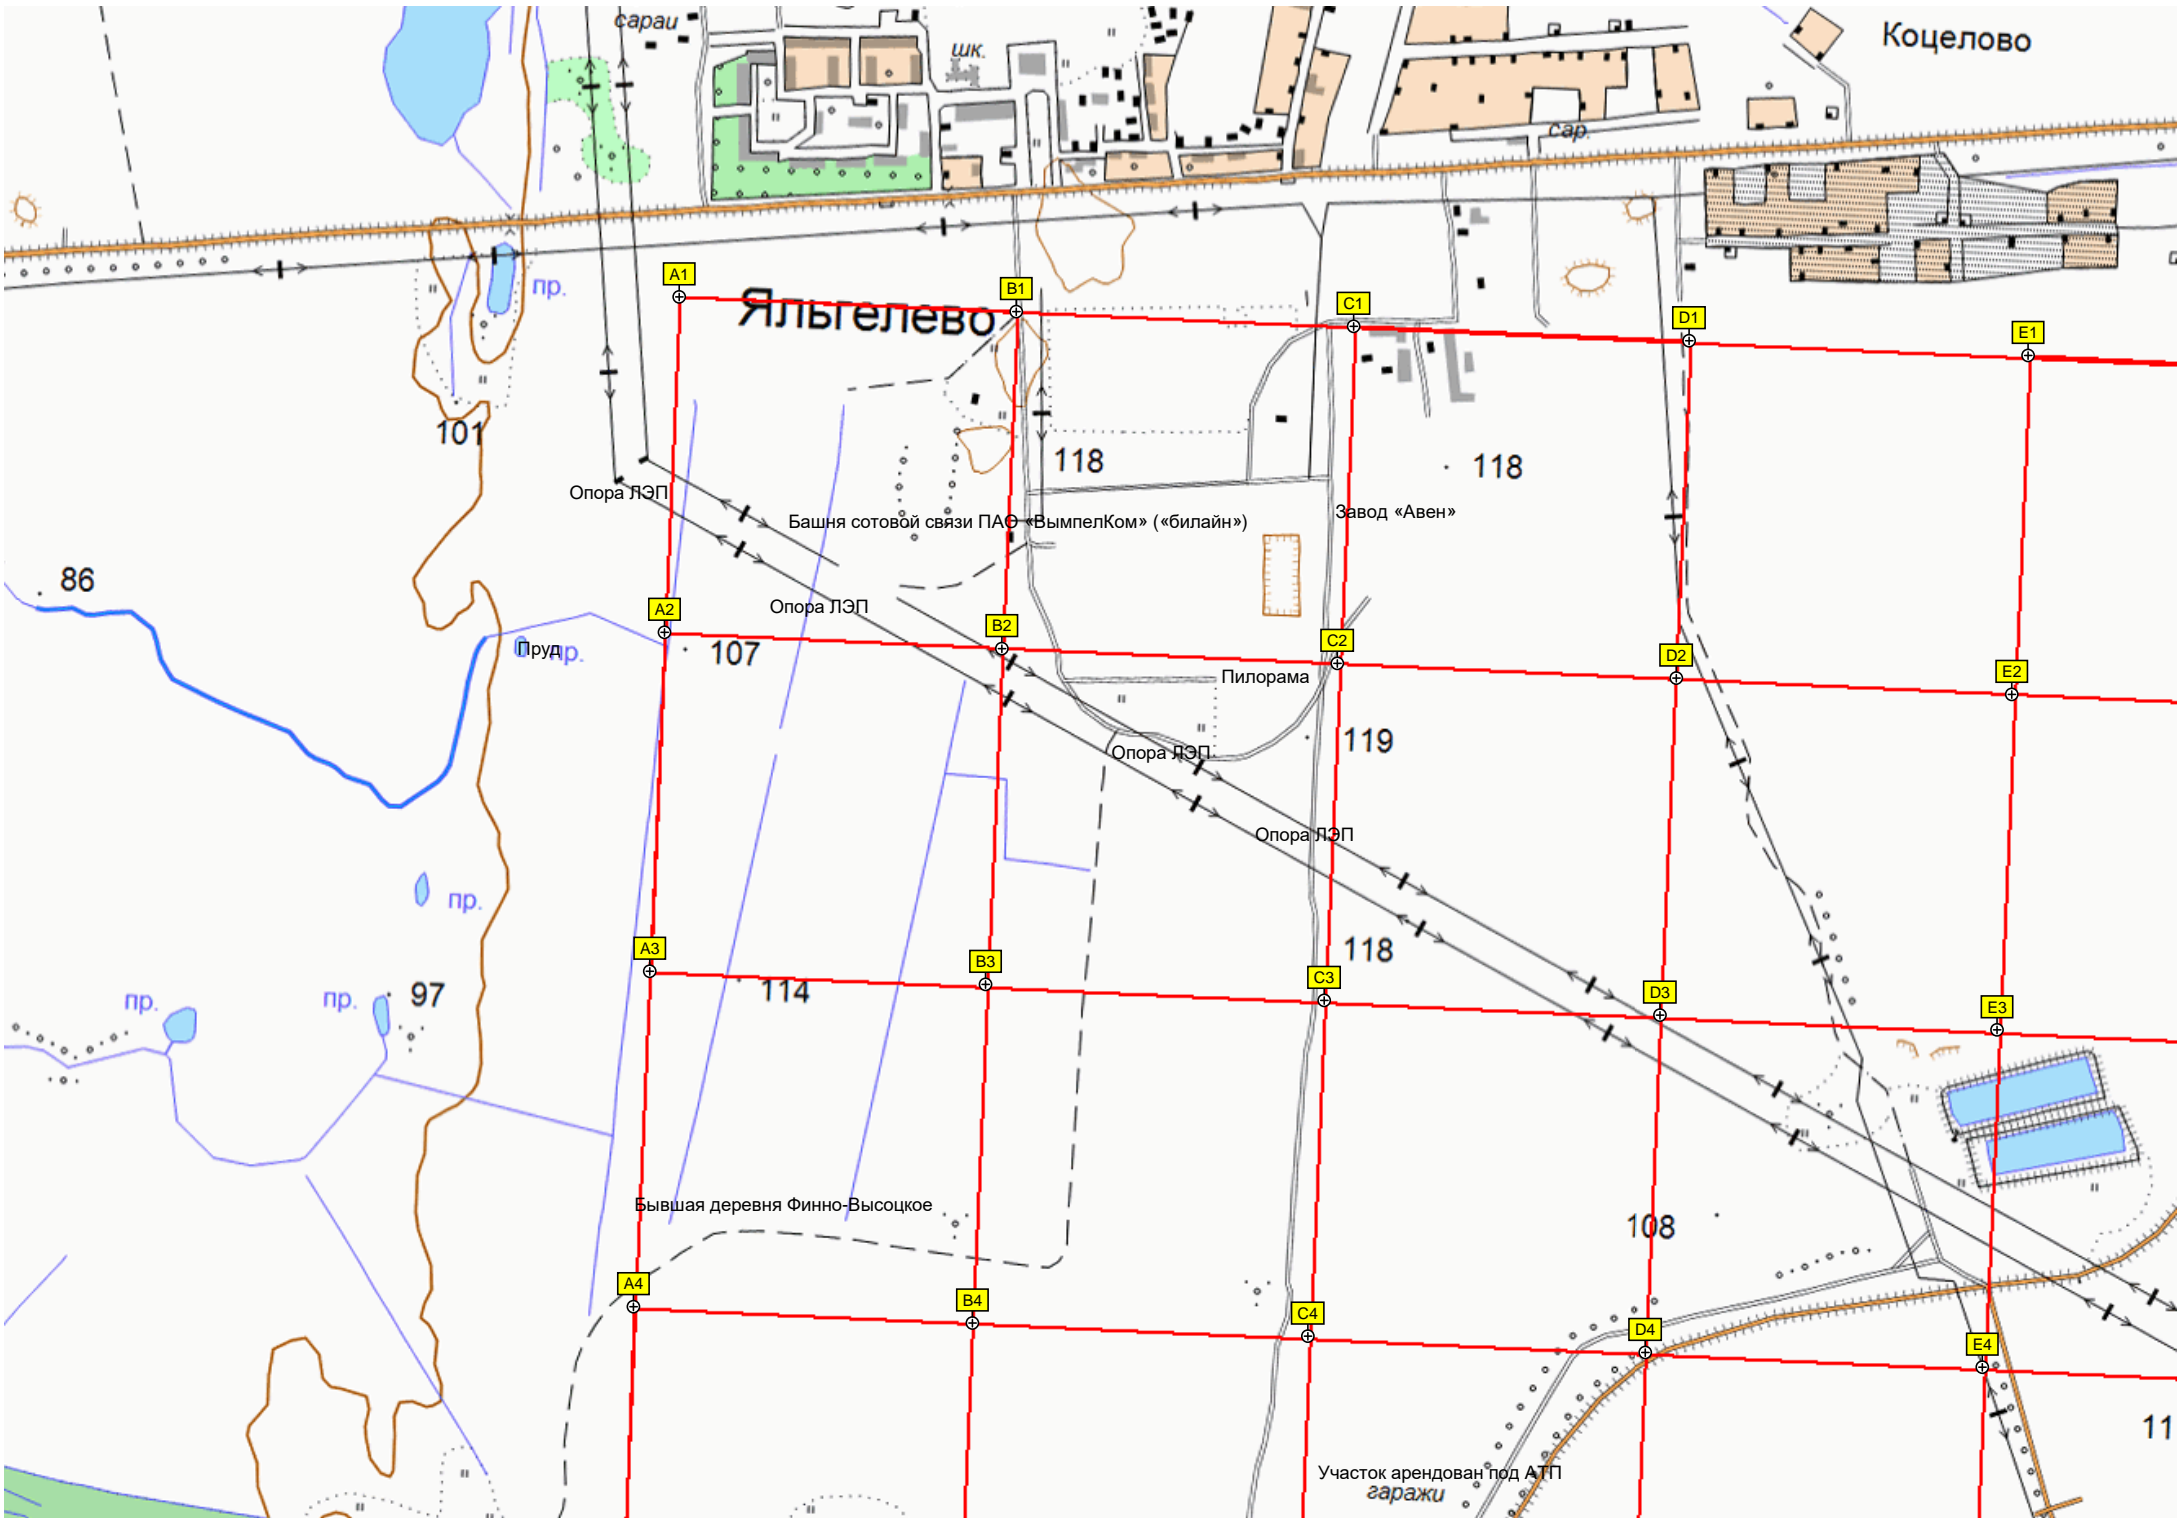 сараи
шк.
Коцелово
сар.
A1
пр.
Яльгелево
B1
C1
D1
E1
101
118
118
Опора ЛЭП
Башня сотовой связи ПАО «ВымпелКом» («билайн»)
Завод «Авен»
86
A2
Опора ЛЭП
B2
C2
D2
E2
Пруд
пр.
107
Пилорама
119
Опора ЛЭП
Опора ЛЭП
пр.
A3
B3
118
C3
D3
E3
пр.
пр.
97
114
Бывшая деревня Финно-Высоцкое
108
A4
B4
C4
D4
E4
11
Участок арендован под АТП
гаражи